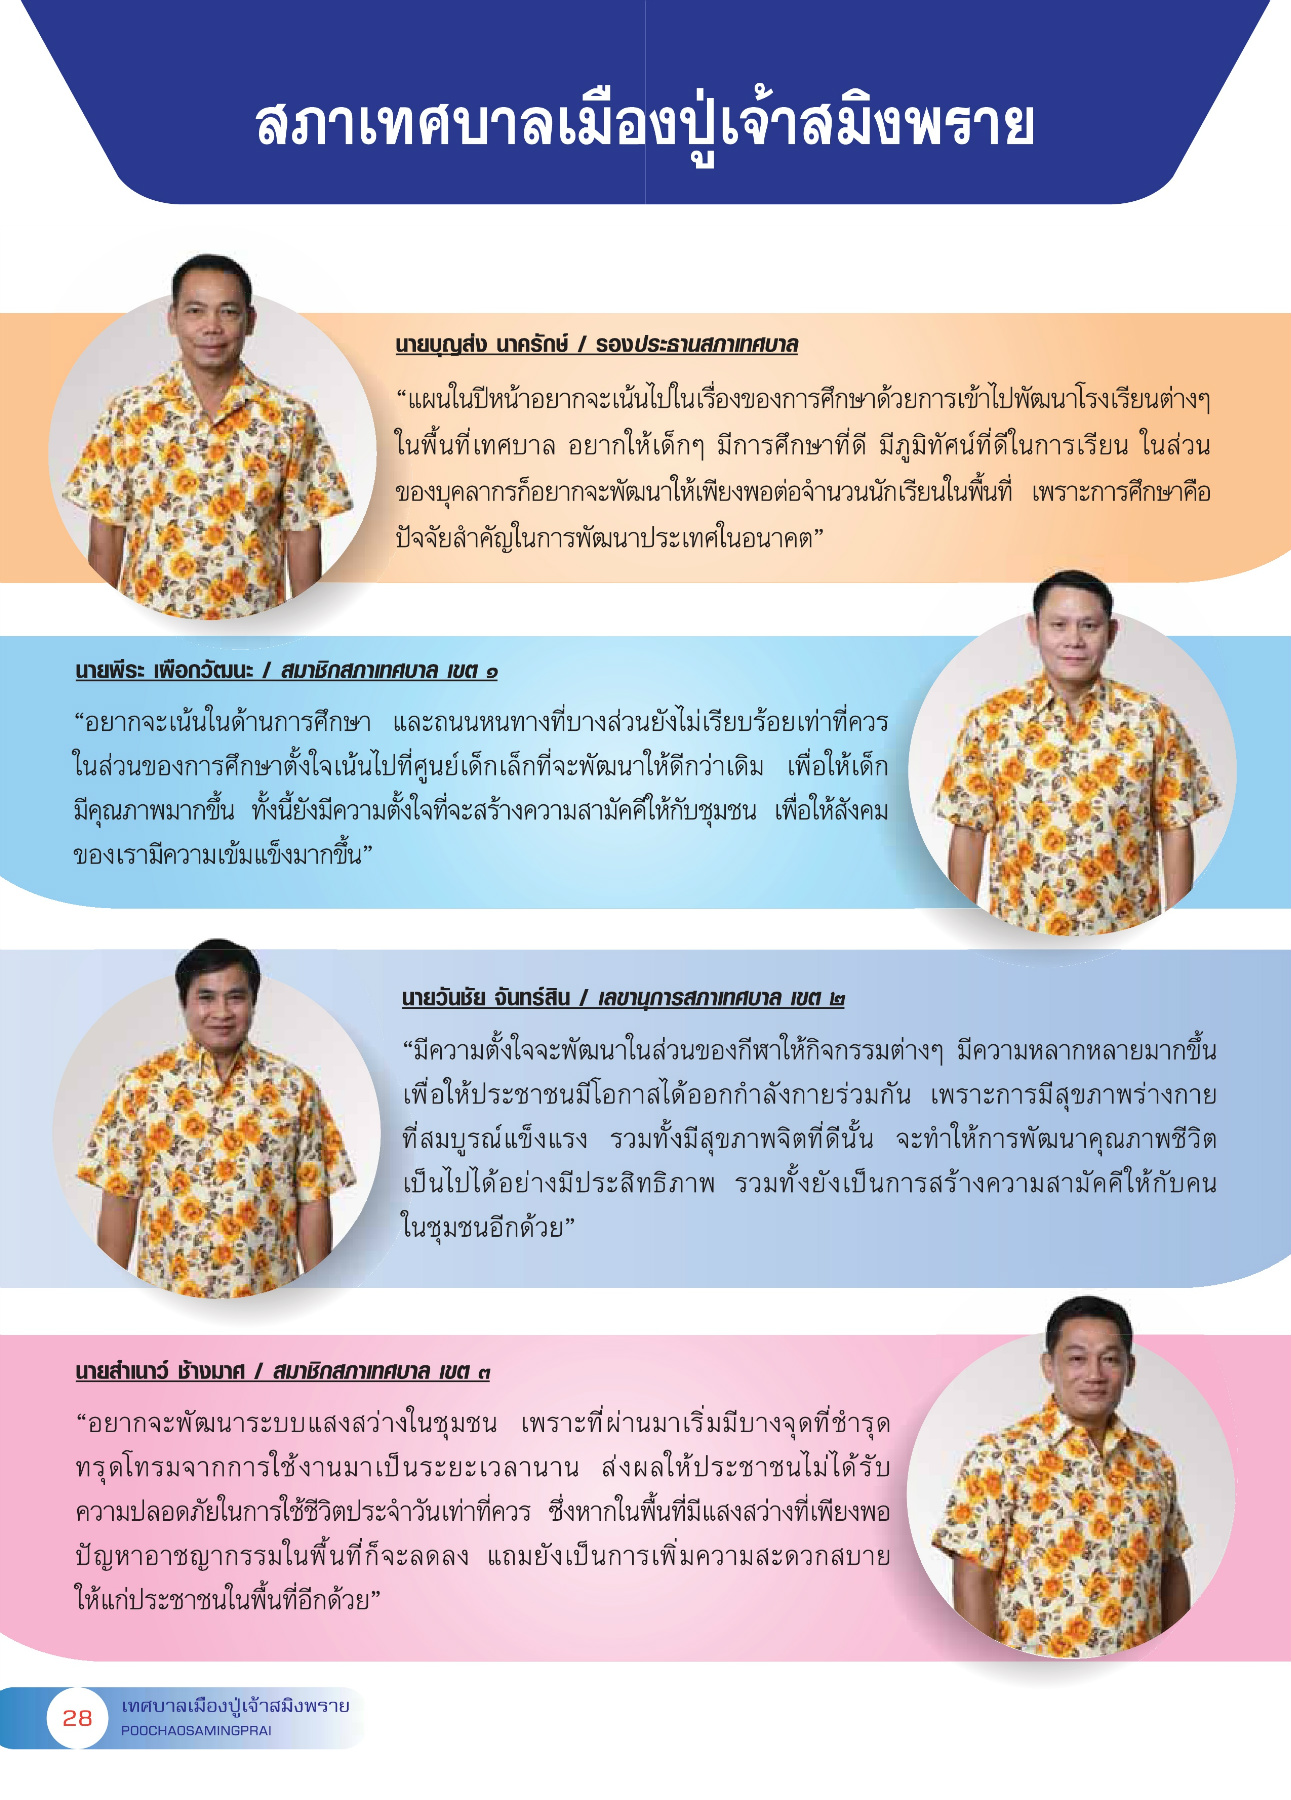 สภาเทศบาลเมืองปู่เจ้าสมิงพราย
นายบุญส่ง นาครักษ์ / รองประธานสภาเทศบาล
“แผนในปีหน้าอยากจะเน้นไปในเรื่องของการศึกษาด้วยการเข้าไปพัฒนาโรงเรียนต่างๆ
ในพื้นที่เทศบาล อยากให้เด็กๆ มีการศึกษาที่ดี มีภูมิทัศน์ที่ดีในการเรียน ในส่วน
ของบุคลากรก็อยากจะพัฒนาให้เพียงพอต่อจำนวนนักเรียนในพื้นที่ เพราะการศึกษาคือ
ปัจจัยสำคัญในการพัฒนาประเทศในอนาคต”
นายพีระ เผือกวัฒนะ / สมาชิกสภาเทศบาล เขต ๑
“อยากจะเน้นในด้านการศึกษา และถนนหนทางที่บางส่วนยังไม่เรียบร้อยเท่าที่ควร
ในส่วนของการศึกษาตั้งใจเน้นไปที่ศูนย์เด็กเล็กที่จะพัฒนาให้ดีกว่าเดิม เพื่อให้เด็ก
มีคุณภาพมากขึ้น ทั้งนี้ยังมีความตั้งใจที่จะสร้างความสามัคคีให้กับชุมชน เพื่อให้สังคม
ของเรามีความเข้มแข็งมากขึ้น”
นายวันชัย จันทร์สิน / เลขานุการสภาเทศบาล เขต ๒
“มีความตั้งใจจะพัฒนาในส่วนของกีฬาให้กิจกรรมต่างๆ มีความหลากหลายมากขึ้น
เพื่อให้ประชาชนมีโอกาสได้ออกกำลังกายร่วมกัน เพราะการมีสุขภาพร่างกาย
ที่สมบูรณ์แข็งแรง รวมทั้งมีสุขภาพจิตที่ดีนั้น จะทำให้การพัฒนาคุณภาพชีวิต
เป็นไปได้อย่างมีประสิทธิภาพ รวมทั้งยังเป็นการสร้างความสามัคคีให้กับคน
ในชุมชนอีกด้วย”
นายสำเนาว์ ช้างมาศ / สมาชิกสภาเทศบาล เขต ๓
“อยากจะพัฒนาระบบแสงสว่างในชุมชน เพราะที่ผ่านมาเริ่มมีบางจุดที่ชำรุด
ทรุดโทรมจากการใช้งานมาเป็นระยะเวลานาน ส่งผลให้ประชาชนไม่ได้รับ
ความปลอดภัยในการใช้ชีวิตประจำวันเท่าที่ควร ซึ่งหากในพื้นที่มีแสงสว่างที่เพียงพอ
ปัญหาอาชญากรรมในพื้นที่ก็จะลดลง แถมยังเป็นการเพิ่มความสะดวกสบาย
ให้แก่ประชาชนในพื้นที่อีกด้วย”
28
เทศบาลเมืองปู่เจ้าสมิงพราย
POOCHAOSAMINGPRAI